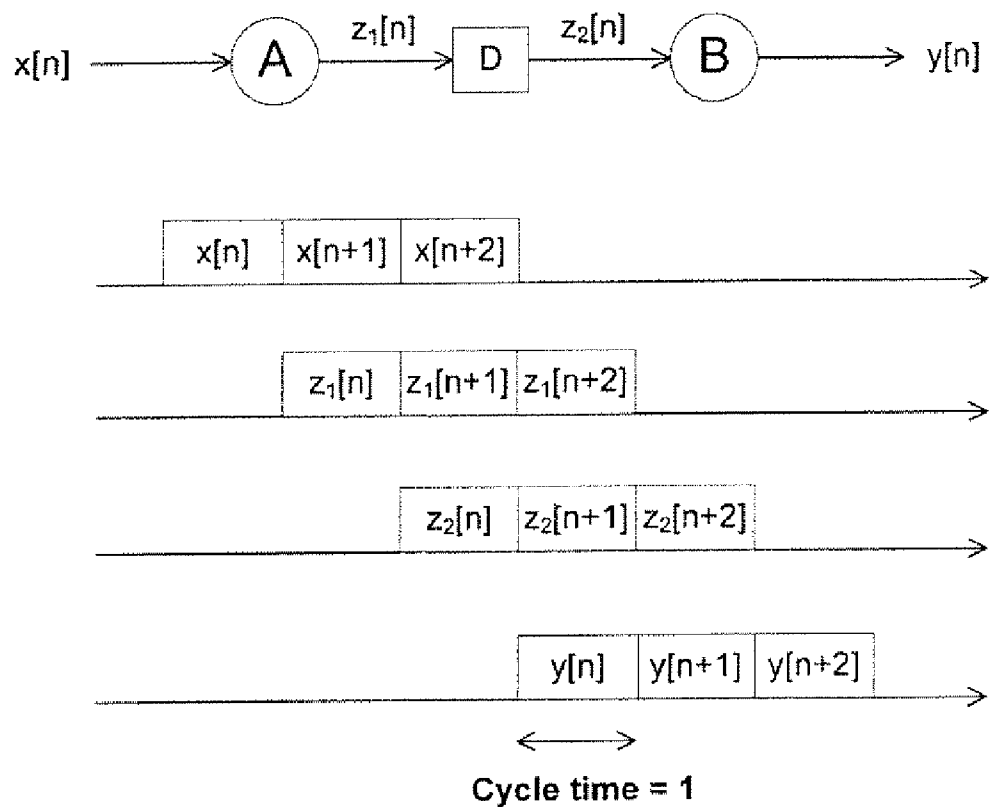 x[n] A z₁[n] D z₂[n] B y[n]
x[n] x[n+1] x[n+2]
z₁[n] z₁[n+1] z₁[n+2]
z₂[n] z₂[n+1] z₂[n+2]
y[n] y[n+1] y[n+2]
Cycle time = 1